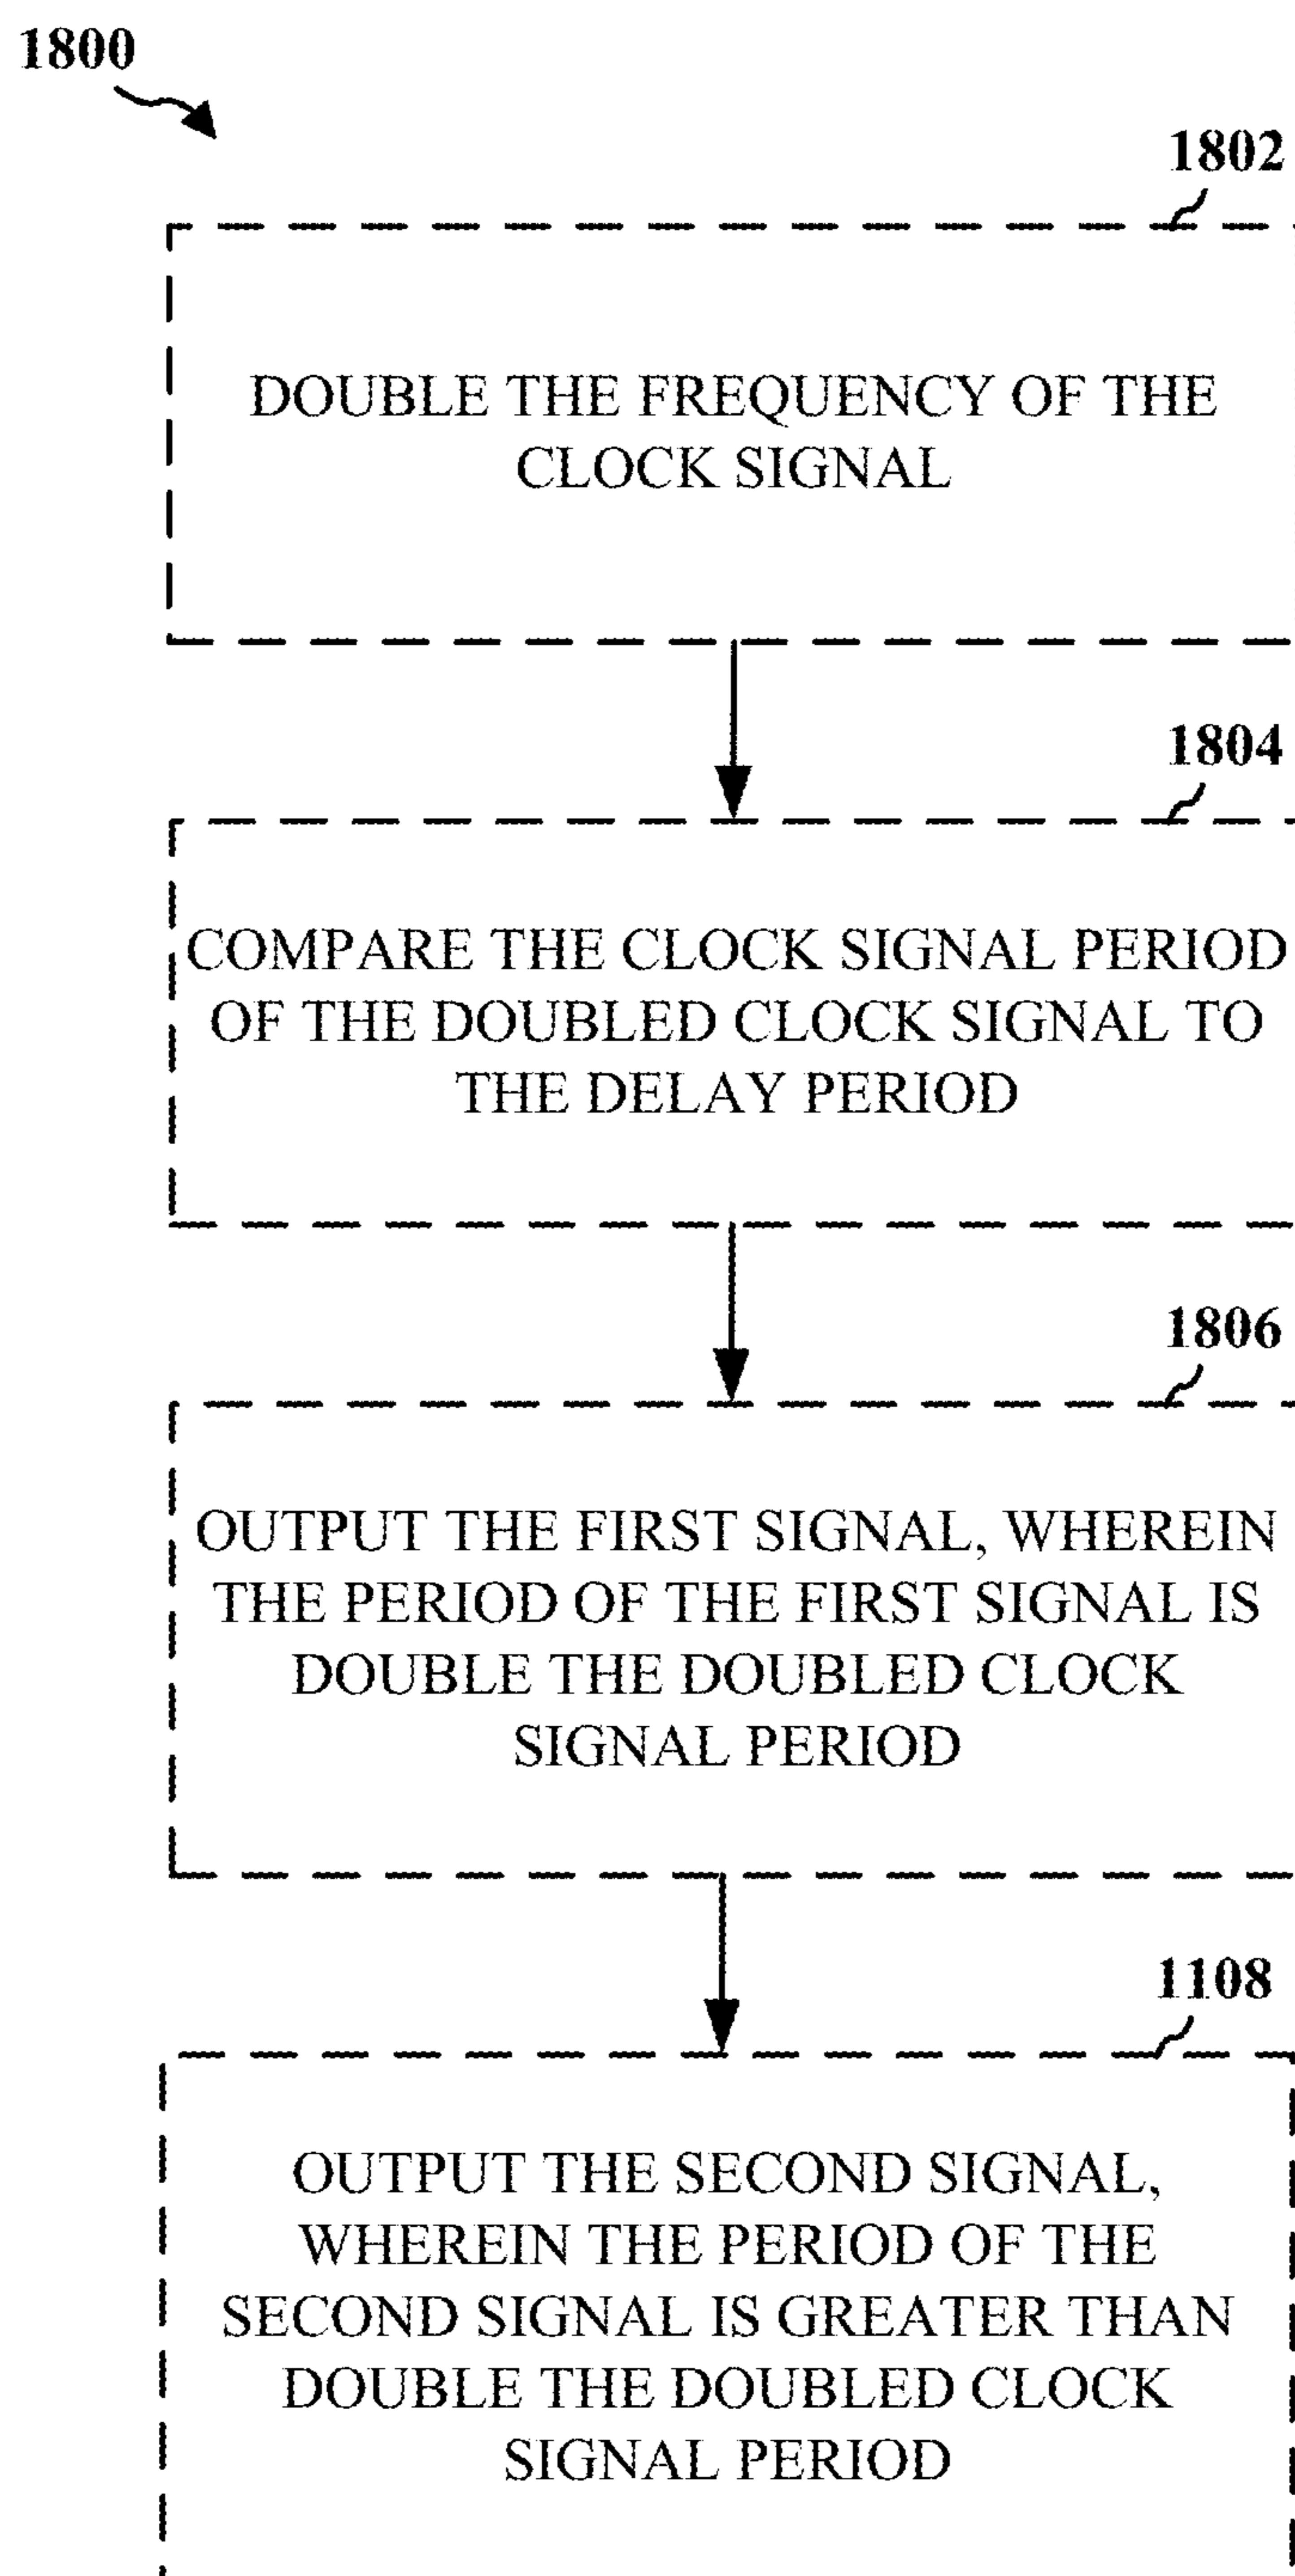 1800
1802
DOUBLE THE FREQUENCY OF THE
CLOCK SIGNAL
1804
COMPARE THE CLOCK SIGNAL PERIOD
OF THE DOUBLED CLOCK SIGNAL TO
THE DELAY PERIOD
1806
OUTPUT THE FIRST SIGNAL, WHEREIN
THE PERIOD OF THE FIRST SIGNAL IS
DOUBLE THE DOUBLED CLOCK
SIGNAL PERIOD
1108
OUTPUT THE SECOND SIGNAL,
WHEREIN THE PERIOD OF THE
SECOND SIGNAL IS GREATER THAN
DOUBLE THE DOUBLED CLOCK
SIGNAL PERIOD